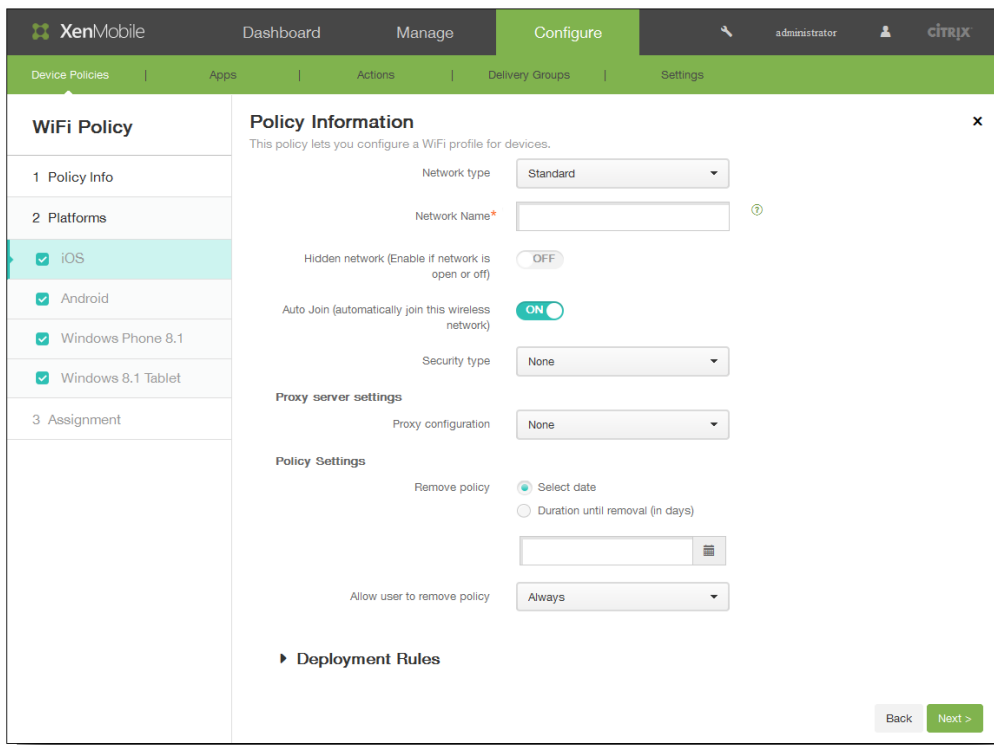 XenMobile Dashboard Manage Configure administrator CİTRIX
Device Policies | Apps | Actions | Delivery Groups | Settings
WiFi Policy
1 Policy Info
2 Platforms
iOS
Android
Windows Phone 8.1
Windows 8.1 Tablet
3 Assignment
Policy Information
This policy lets you configure a WiFi profile for devices.
Network type Standard
Network Name*
Hidden network (Enable if network is
open or off) OFF
Auto Join (automatically join this wireless
network) ON
Security type None
Proxy server settings
Proxy configuration None
Policy Settings
Remove policy Select date
Duration until removal (in days)
Allow user to remove policy Always
Deployment Rules
Back Next >